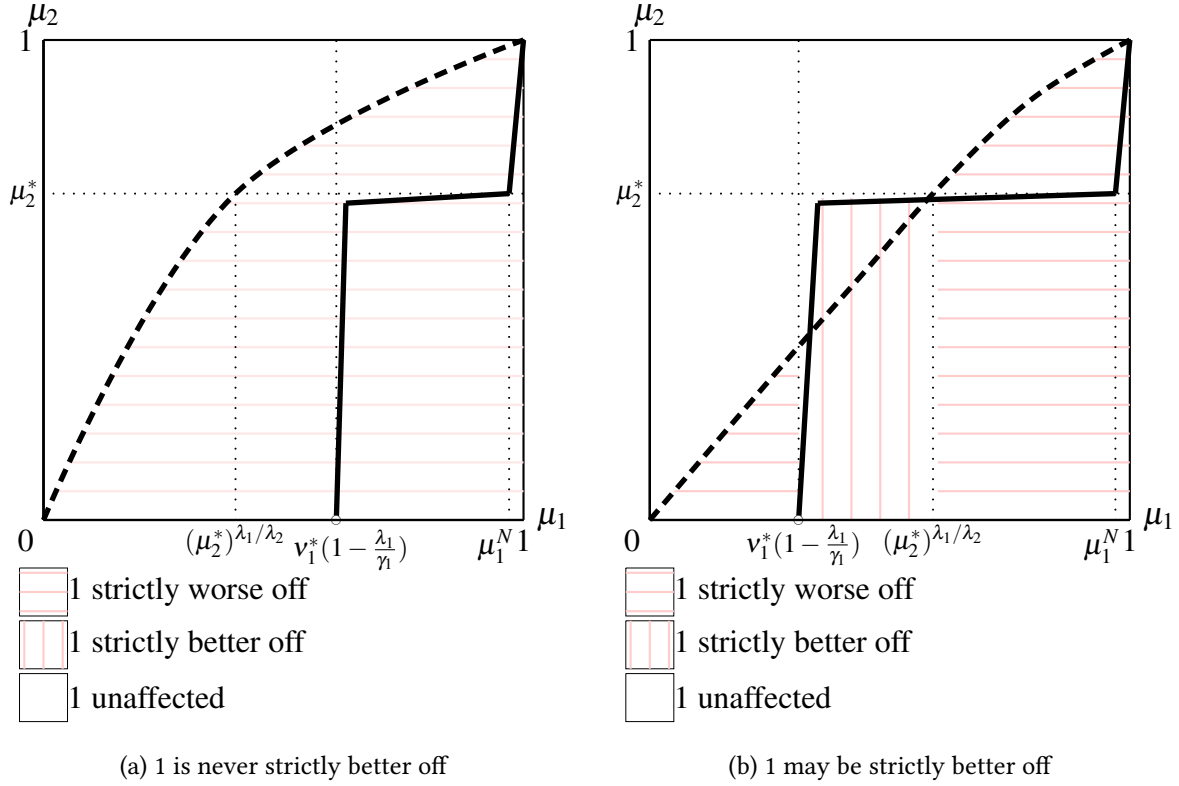 μ₂
1
μ₂*
0
(μ₂*)^{λ₁/λ₂}
ν₁*(1 − λ₁/γ₁)
μ₁ᴺ
1
μ₁
1 strictly worse off
1 strictly better off
1 unaffected
(a) 1 is never strictly better off
μ₂
1
μ₂*
0
ν₁*(1 − λ₁/γ₁)
(μ₂*)^{λ₁/λ₂}
μ₁ᴺ
1
μ₁
1 strictly worse off
1 strictly better off
1 unaffected
(b) 1 may be strictly better off